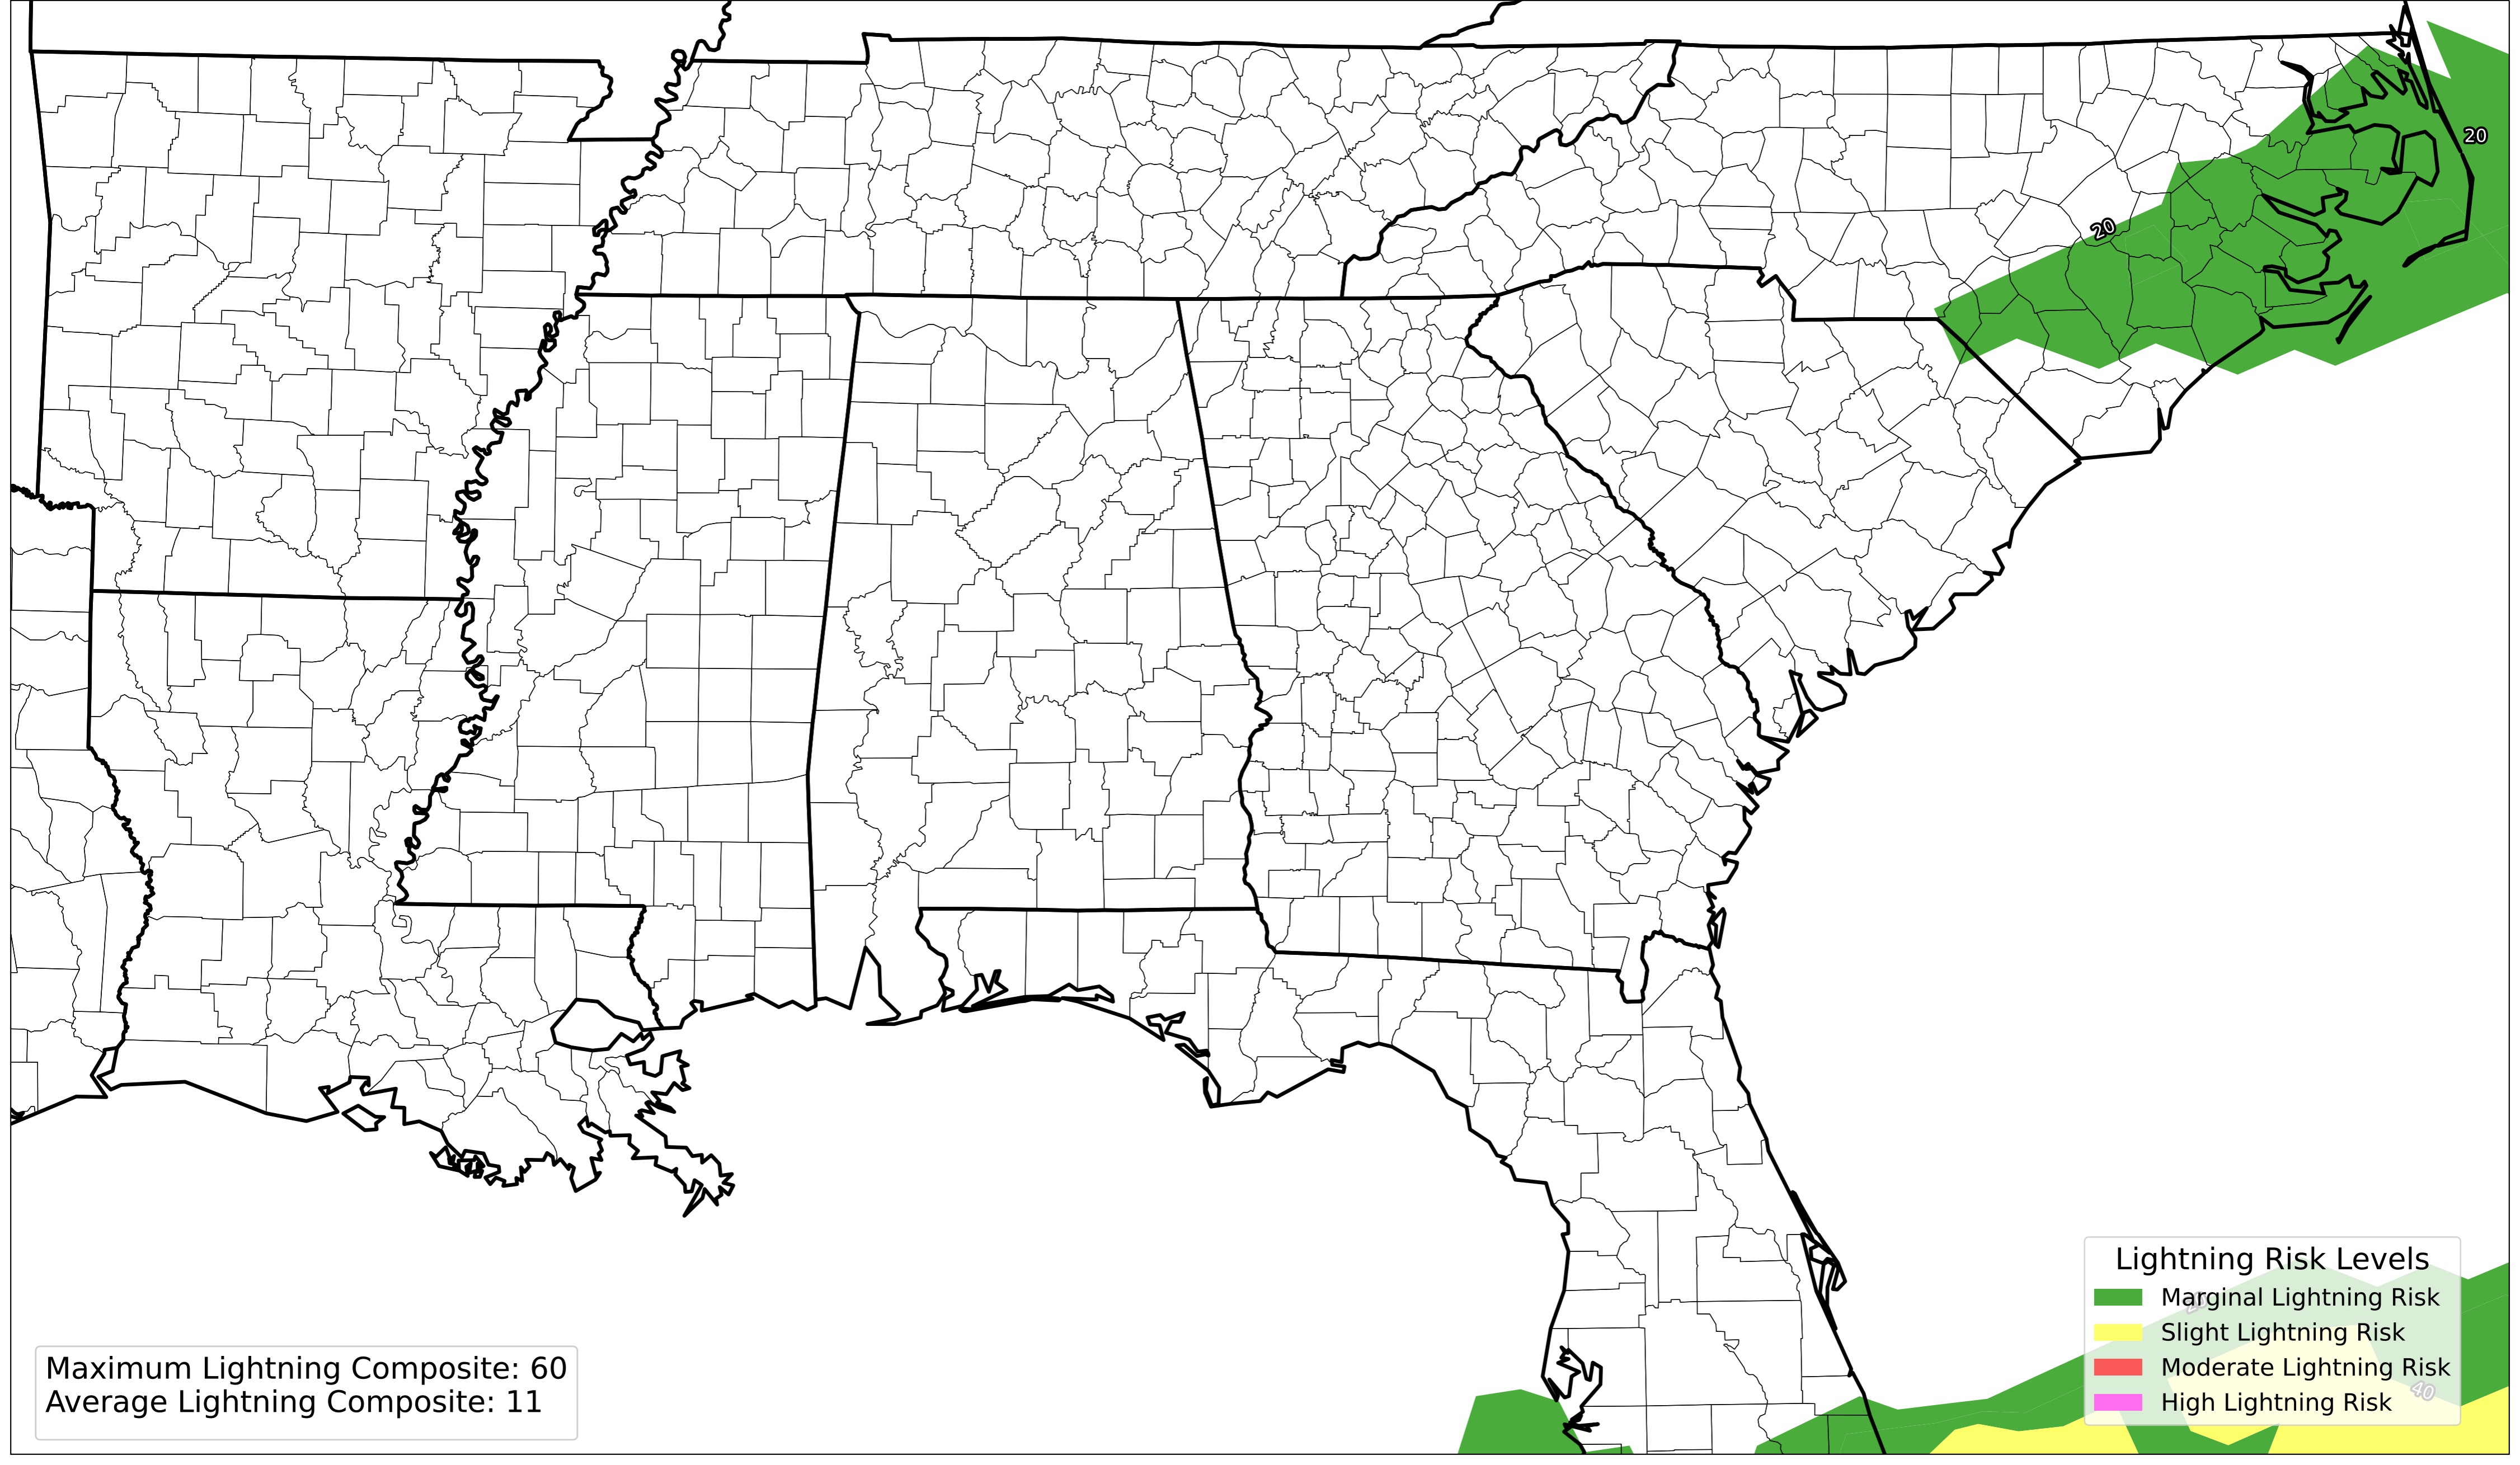 20
20
Lightning Risk Levels
Marginal Lightning Risk
Slight Lightning Risk
Moderate Lightning Risk
High Lightning Risk
40
Maximum Lightning Composite: 60
Average Lightning Composite: 11